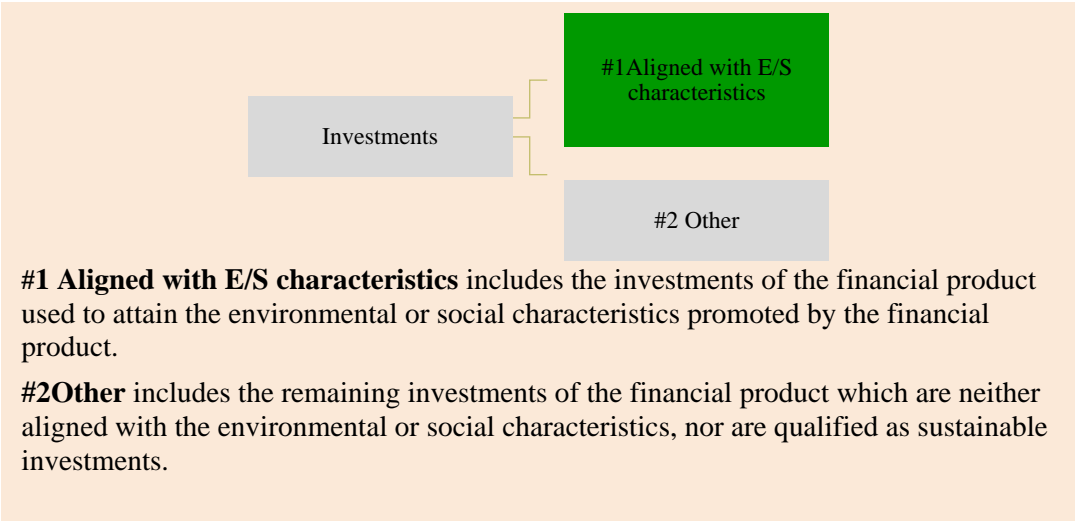 #1Aligned with E/S
characteristics
Investments
#2 Other
#1 Aligned with E/S characteristics includes the investments of the financial product
used to attain the environmental or social characteristics promoted by the financial
product.
#2Other includes the remaining investments of the financial product which are neither
aligned with the environmental or social characteristics, nor are qualified as sustainable
investments.